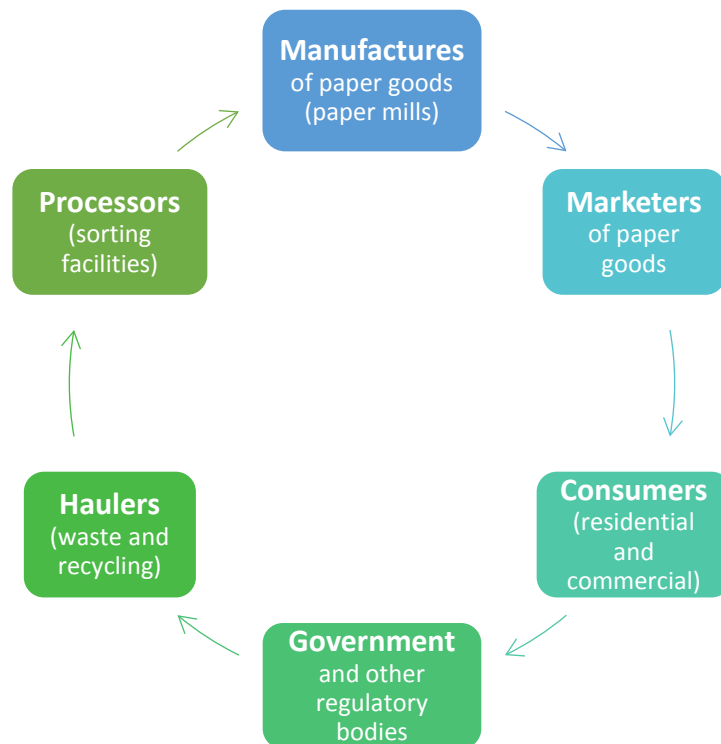 Manufactures
of paper goods
(paper mills)
Marketers
of paper
goods
Consumers
(residential
and
commercial)
Government
and other
regulatory
bodies
Haulers
(waste and
recycling)
Processors
(sorting
facilities)